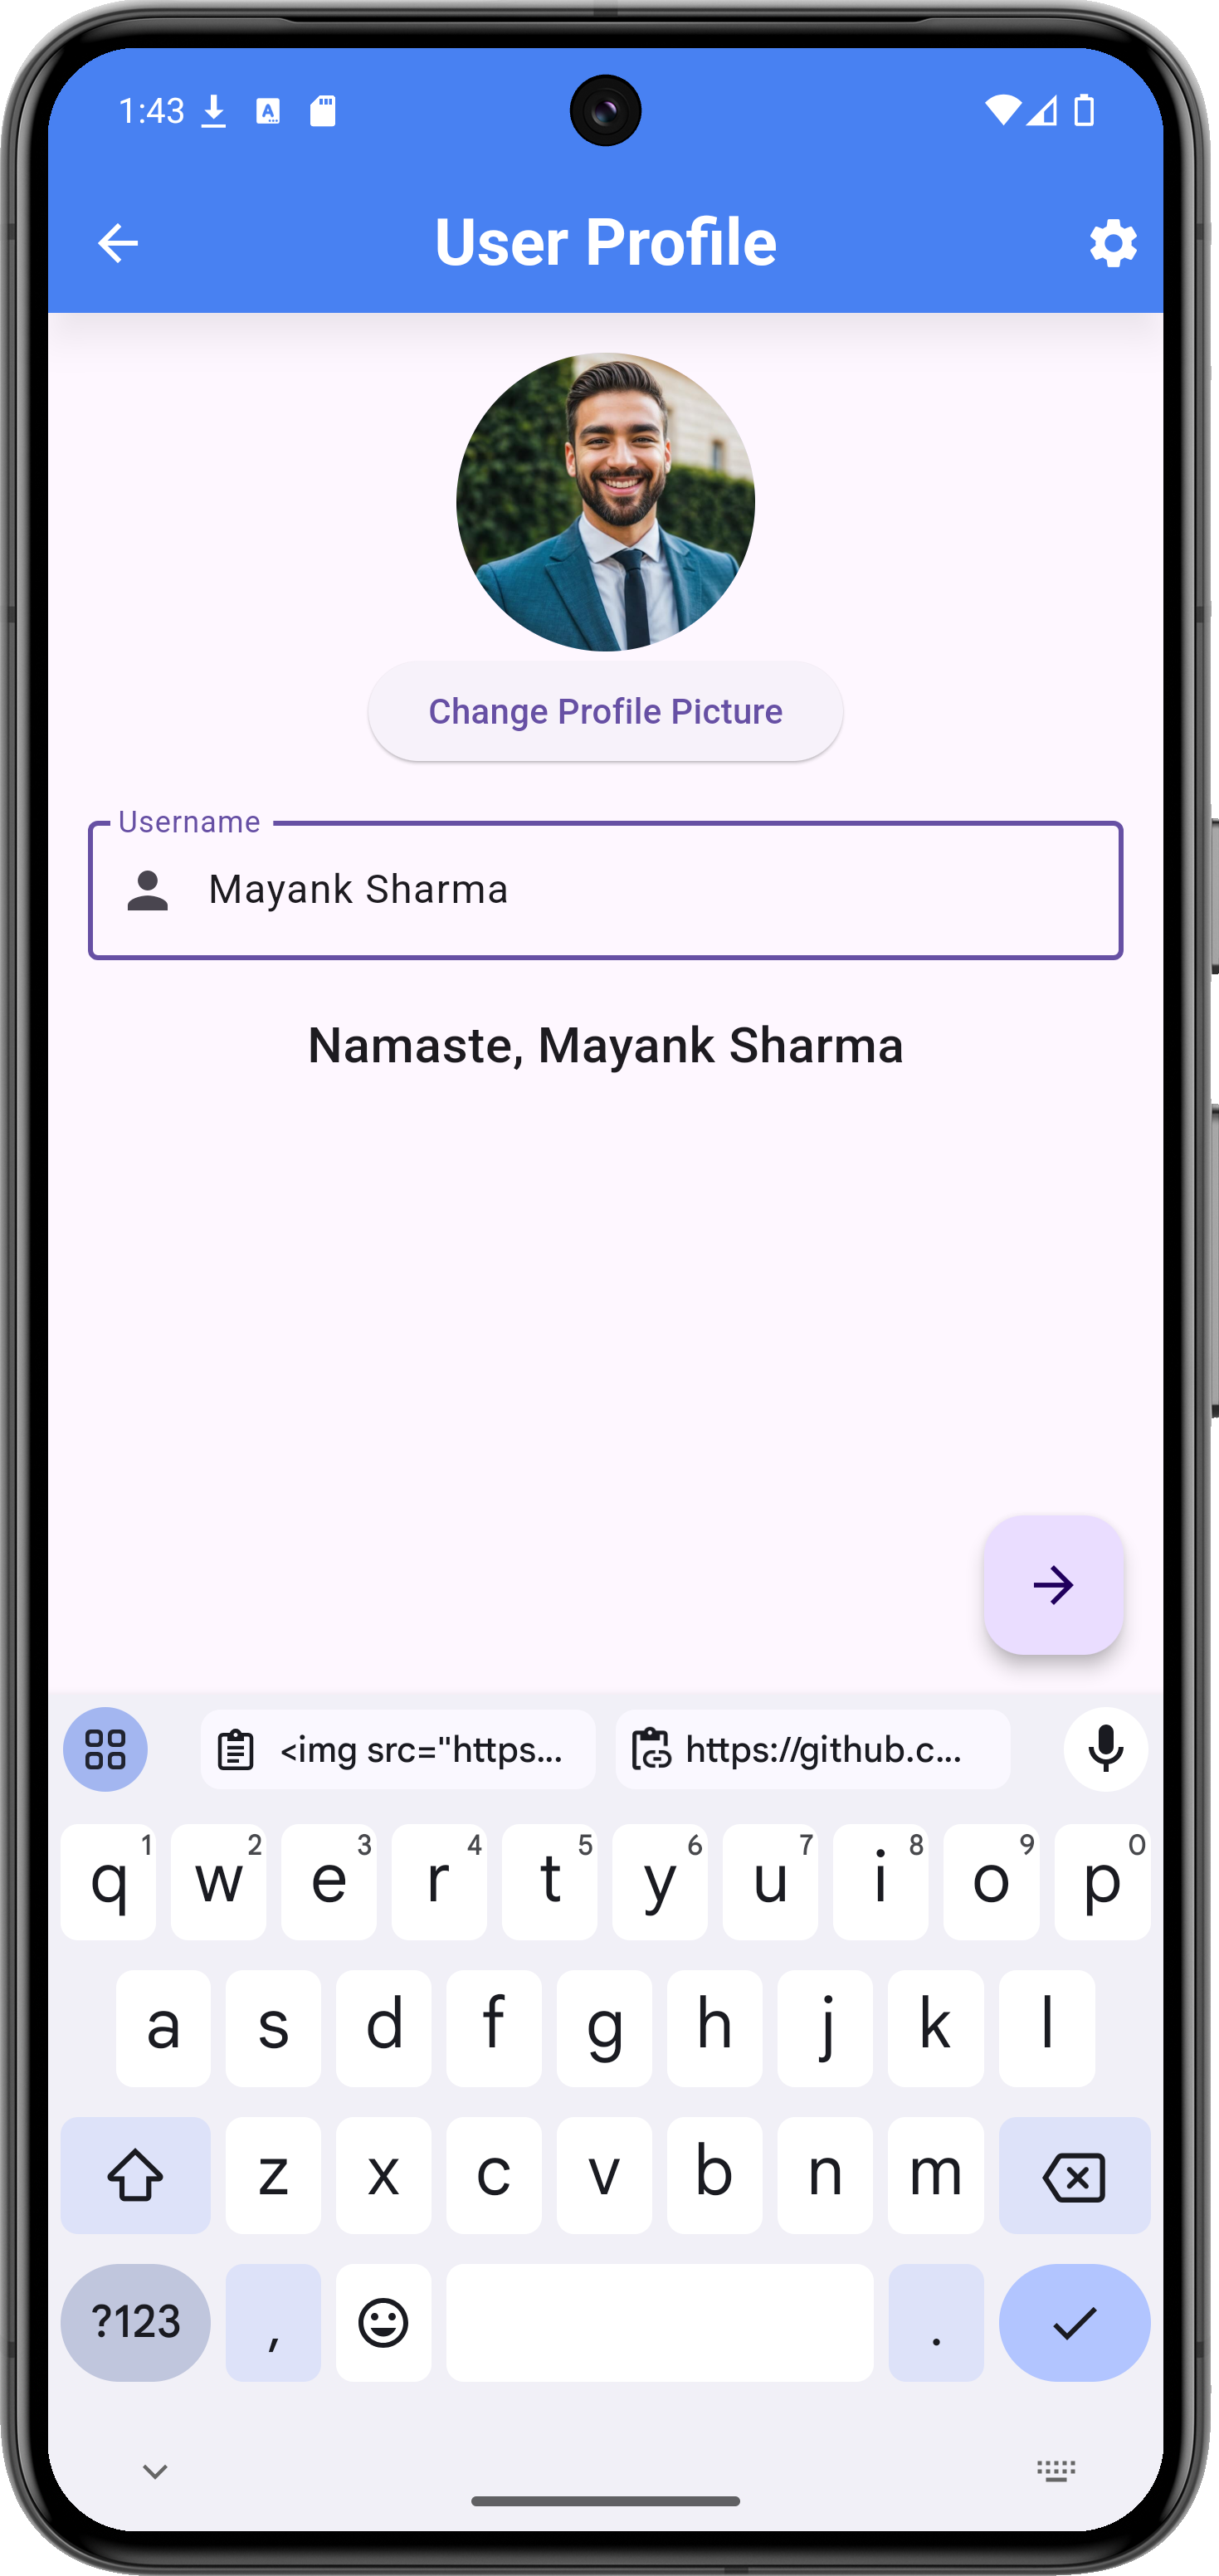 1:43
User Profile
Change Profile Picture
Username
Mayank Sharma
Namaste, Mayank Sharma
<img src="https... https://github.c...
q 1 w 2 e 3 r 4 t 5 y 6 u 7 i 8 o 9 p 0
a s d f g h j k l
z x c v b n m
?123 , .